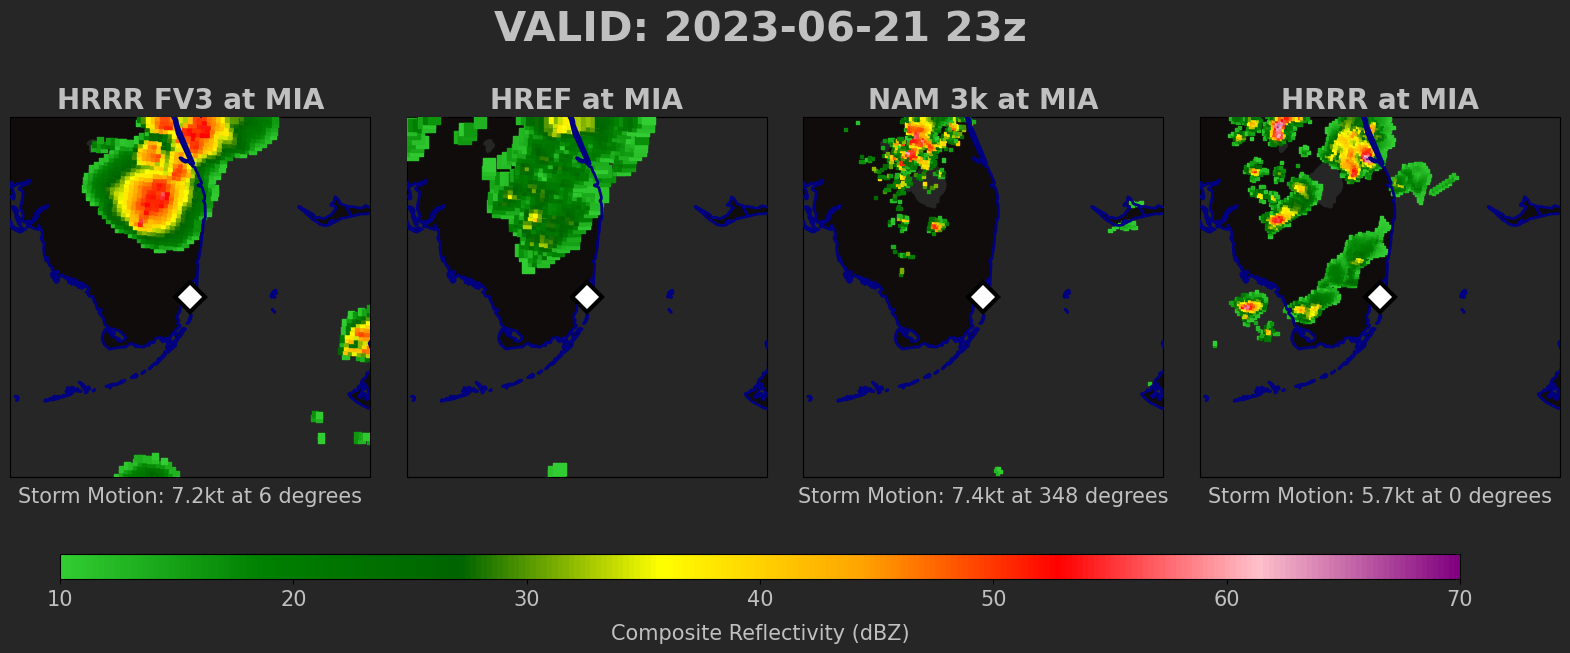 VALID: 2023-06-21 23z
HRRR FV3 at MIA
HREF at MIA
NAM 3k at MIA
HRRR at MIA
Storm Motion: 7.2kt at 6 degrees
Storm Motion: 7.4kt at 348 degrees
Storm Motion: 5.7kt at 0 degrees
10 20 30 40 50 60 70
Composite Reflectivity (dBZ)